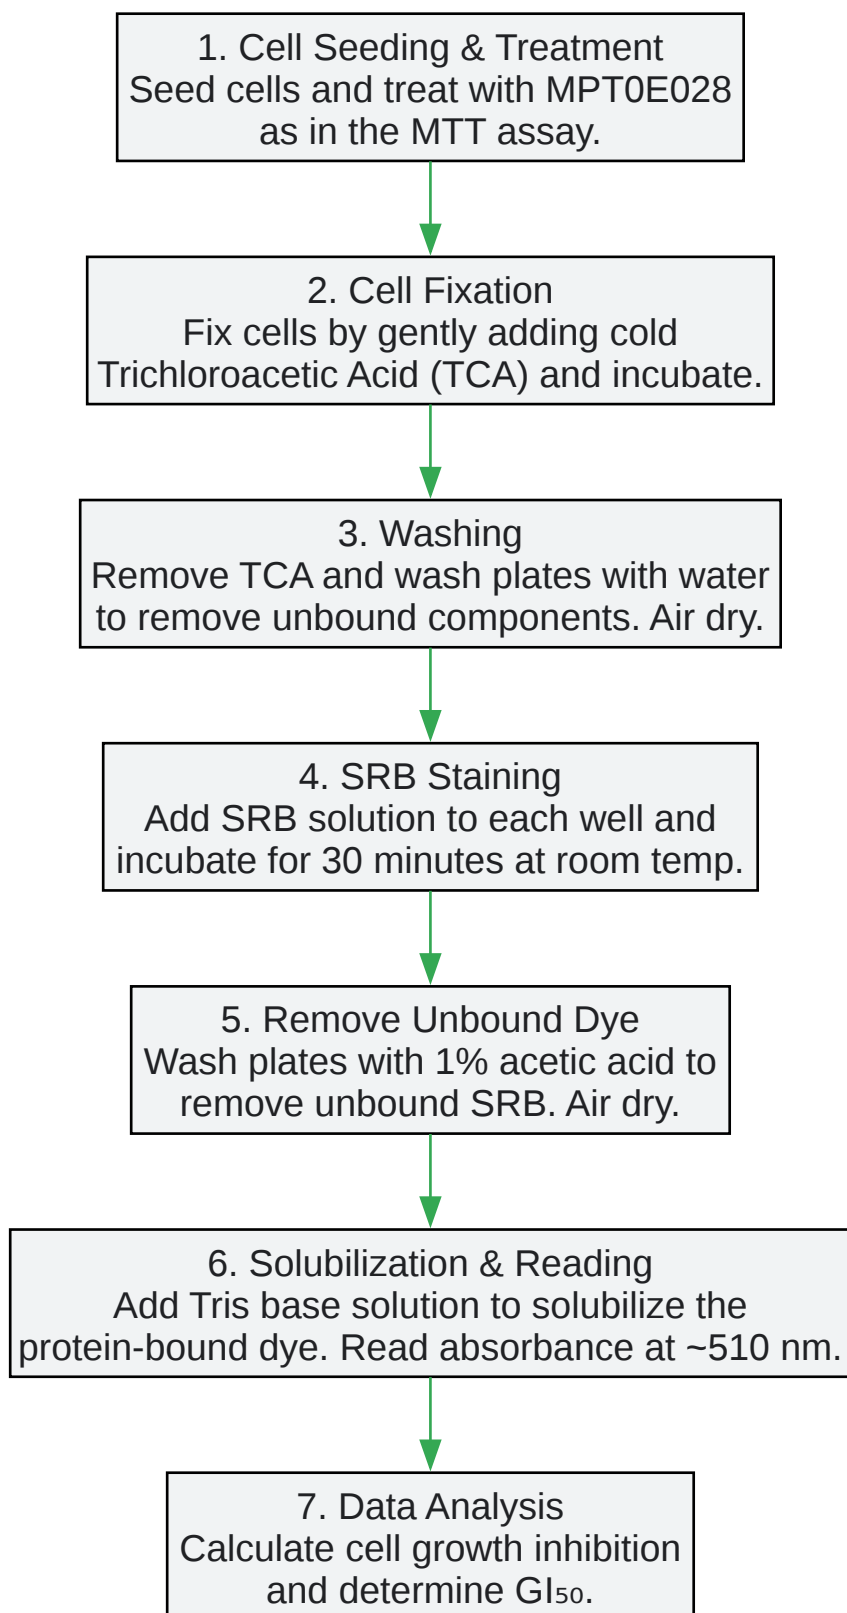 1. Cell Seeding & Treatment
Seed cells and treat with MPT0E028
as in the MTT assay.
2. Cell Fixation
Fix cells by gently adding cold
Trichloroacetic Acid (TCA) and incubate.
3. Washing
Remove TCA and wash plates with water
to remove unbound components. Air dry.
4. SRB Staining
Add SRB solution to each well and
incubate for 30 minutes at room temp.
5. Remove Unbound Dye
Wash plates with 1% acetic acid to
remove unbound SRB. Air dry.
6. Solubilization & Reading
Add Tris base solution to solubilize the
protein-bound dye. Read absorbance at ~510 nm.
7. Data Analysis
Calculate cell growth inhibition
and determine GI₅₀.